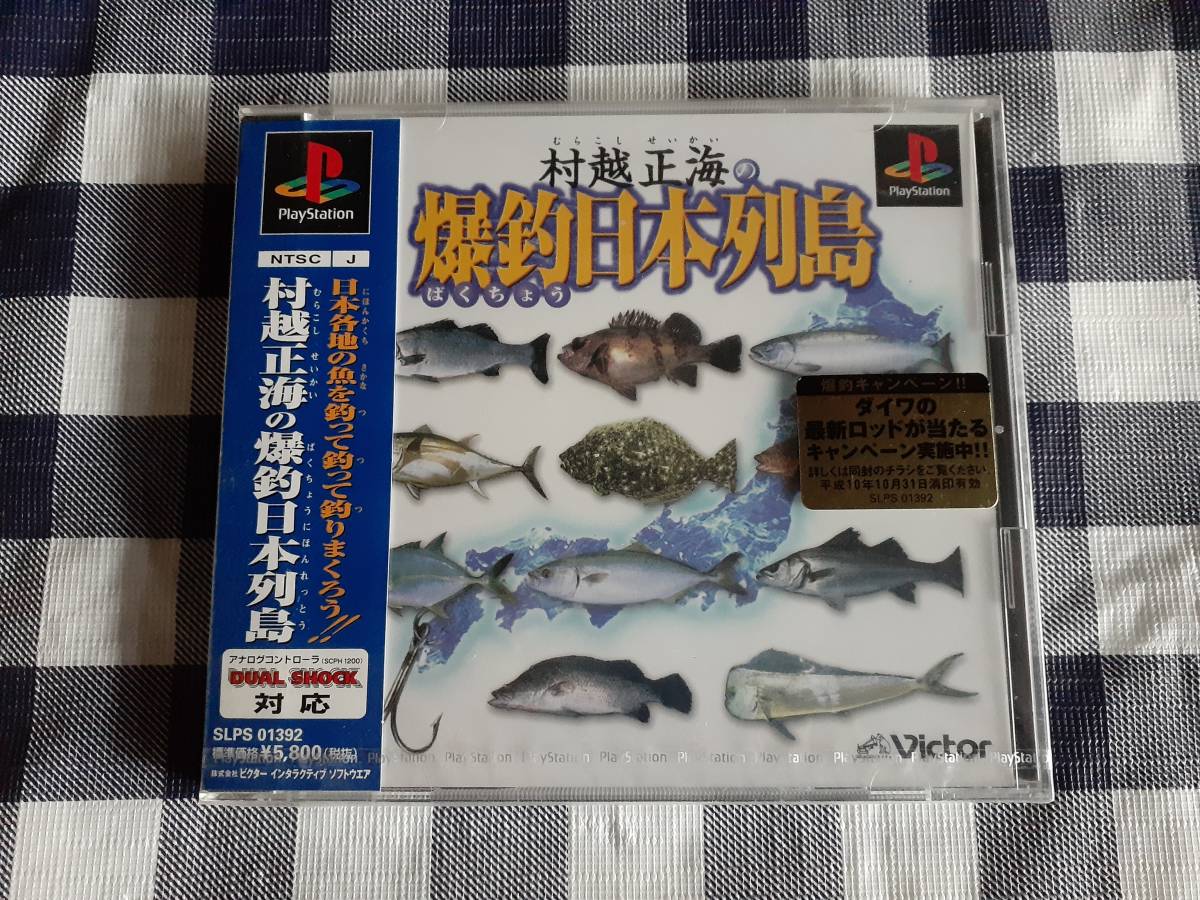 PlayStation
NTSC J
日本各地の魚を釣って釣って釣りまくろう!!
にほんかくち さかな つ つ つ
村越正海の爆釣日本列島
むらこし せいかい ばくちょうにほんれっとう
アナログコントローラ(SCPH 1200)
DUAL SHOCK
対応
SLPS 01392
標準価格¥5,800(税抜)
株式会社 ビクター インタラクティブ ソフトウエア
むらこし せいかい
村越正海の
爆釣日本列島
ばくちょう
PlayStation
爆釣キャンペーン!!
ダイワの
最新ロッドが当たる
キャンペーン実施中!!
詳しくは同封のチラシをご覧ください。
平成10年10月31日消印有効
SLPS 01392
Victor
PlayStation PlayStation PlayStation PlayStation PlayStation PlayStation PlayStation PlayStation